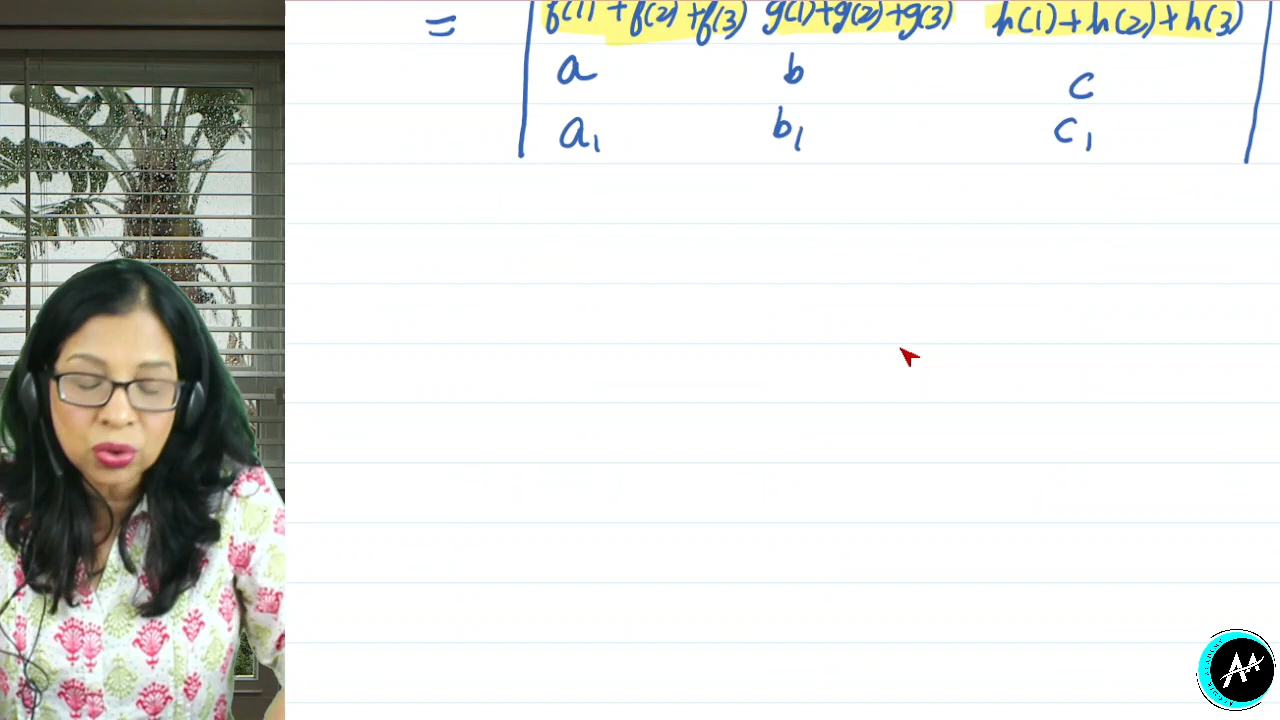 = | f(1) + f(2) + f(3) g(1)+g(2)+g(3) h(1)+h(2)+h(3) |
a b c
a₁ b₁ c₁